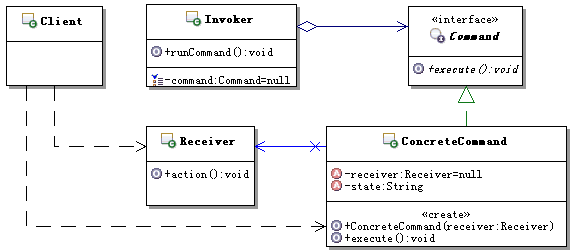 Client
Invoker
+runCommand():void
-command:Command=null
«interface»
Command
+execute():void
Receiver
+action():void
ConcreteCommand
-receiver:Receiver=null
-state:String
«create»
+ConcreteCommand(receiver:Receiver)
+execute():void